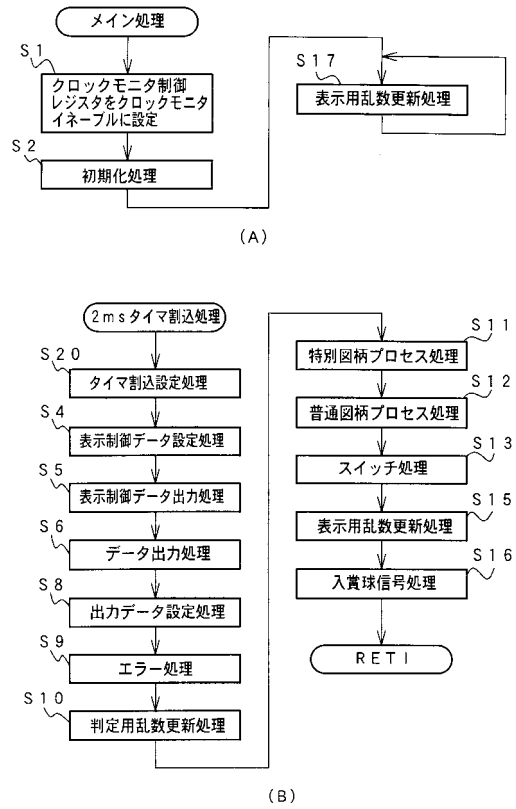 メイン処理
S1
クロックモニタ制御
レジスタをクロックモニタ
イネーブルに設定
S2
初期化処理
S17
表示用乱数更新処理
(A)
2msタイマ割込処理
S20
タイマ割込設定処理
S4
表示制御データ設定処理
S5
表示制御データ出力処理
S6
データ出力処理
S8
出力データ設定処理
S9
エラー処理
S10
判定用乱数更新処理
S11
特別図柄プロセス処理
S12
普通図柄プロセス処理
S13
スイッチ処理
S15
表示用乱数更新処理
S16
入賞球信号処理
RETI
(B)